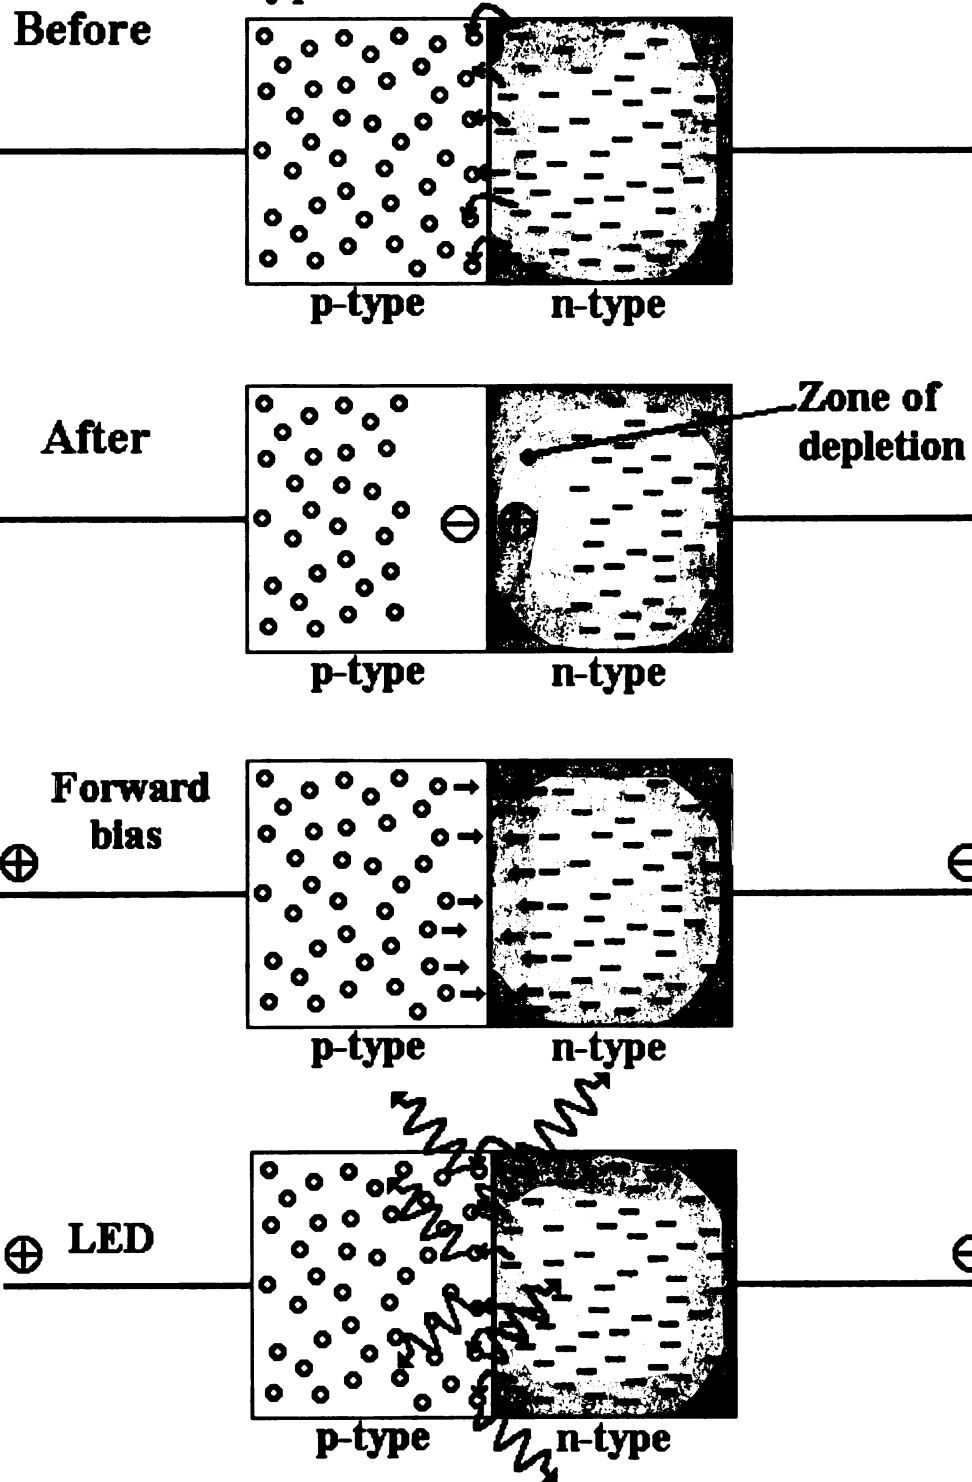 Before
p-type
n-type
After
Zone of
depletion
p-type
n-type
Forward
bias
p-type
n-type
LED
p-type
n-type